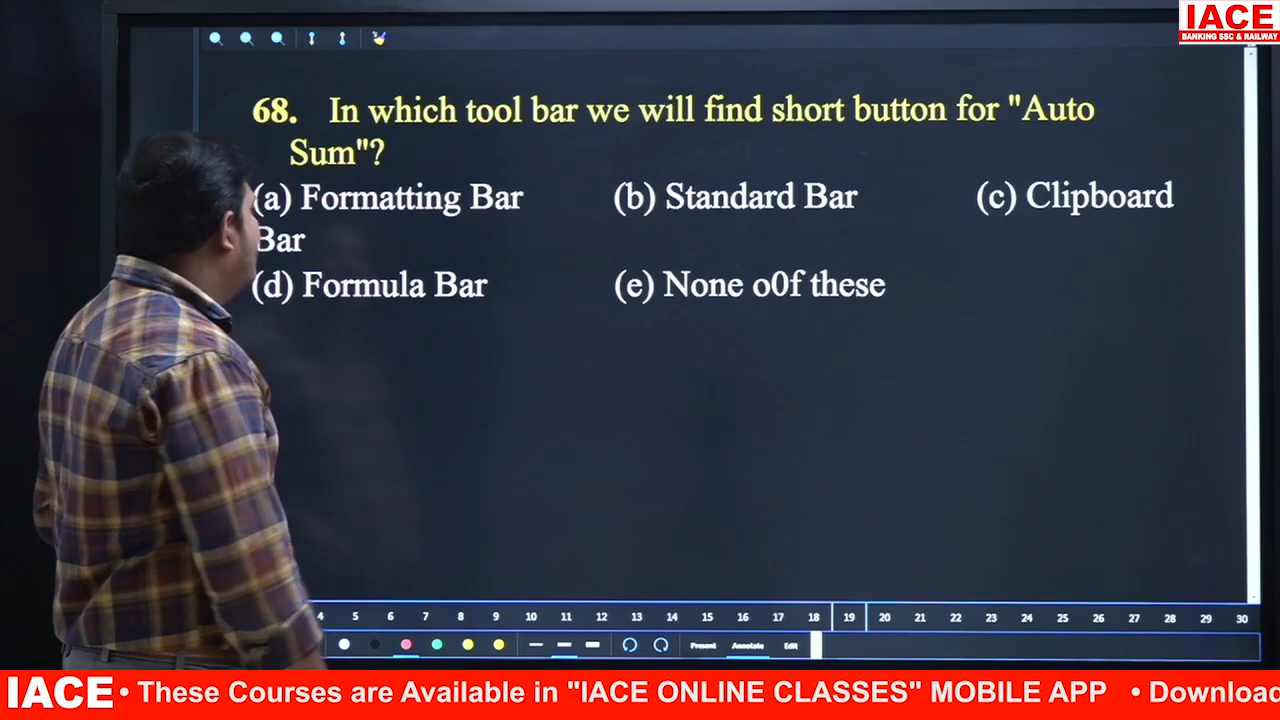 IACE
BANKING SSC & RAILWAY
68. In which tool bar we will find short button for "Auto
Sum"?
(a) Formatting Bar (b) Standard Bar (c) Clipboard
Bar
(d) Formula Bar (e) None o0f these
4 5 6 7 8 9 10 11 12 13 14 15 16 17 18 19 20 21 22 23 24 25 26 27 28 29 30
Present Annotate Edit
IACE • These Courses are Available in "IACE ONLINE CLASSES" MOBILE APP • Download